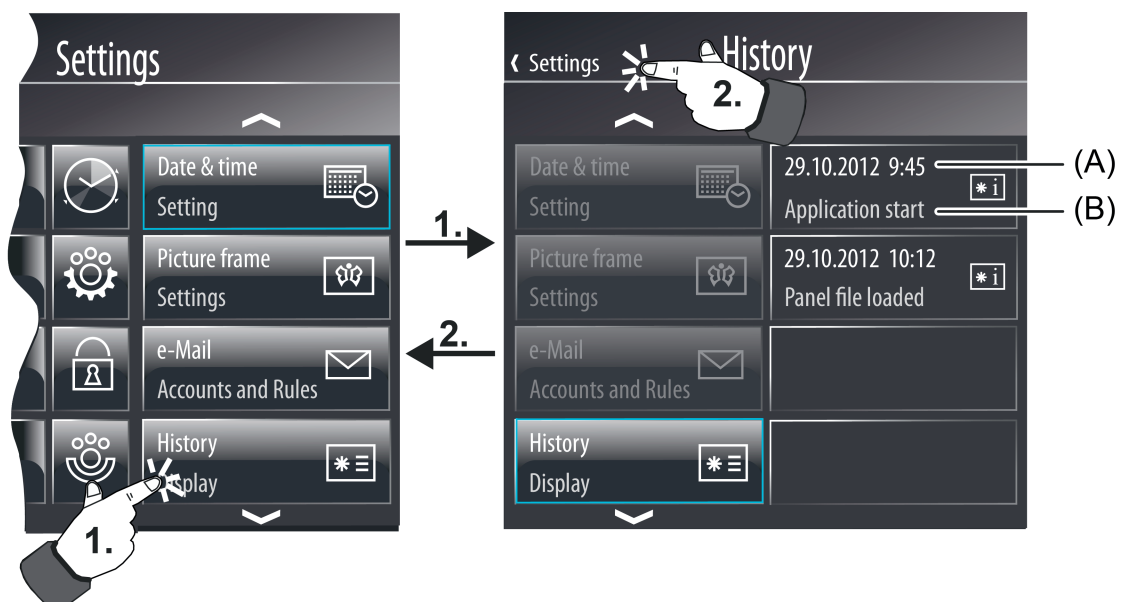 Settings
Date & time
Setting
Picture frame
Settings
e-Mail
Accounts and Rules
History
splay
1.
1.
2.
Settings
History
2.
Date & time
Setting
Picture frame
Settings
e-Mail
Accounts and Rules
History
Display
29.10.2012 9:45
i
Application start
29.10.2012 10:12
i
Panel file loaded
(A)
(B)